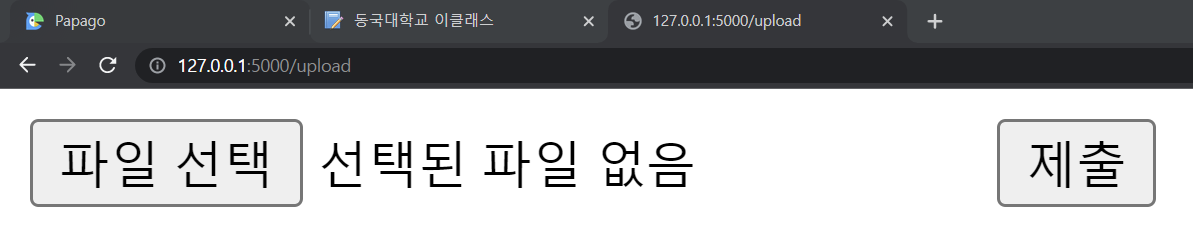 Papago 동국대학교 이클래스 127.0.0.1:5000/upload
127.0.0.1:5000/upload
파일 선택 선택된 파일 없음 제출